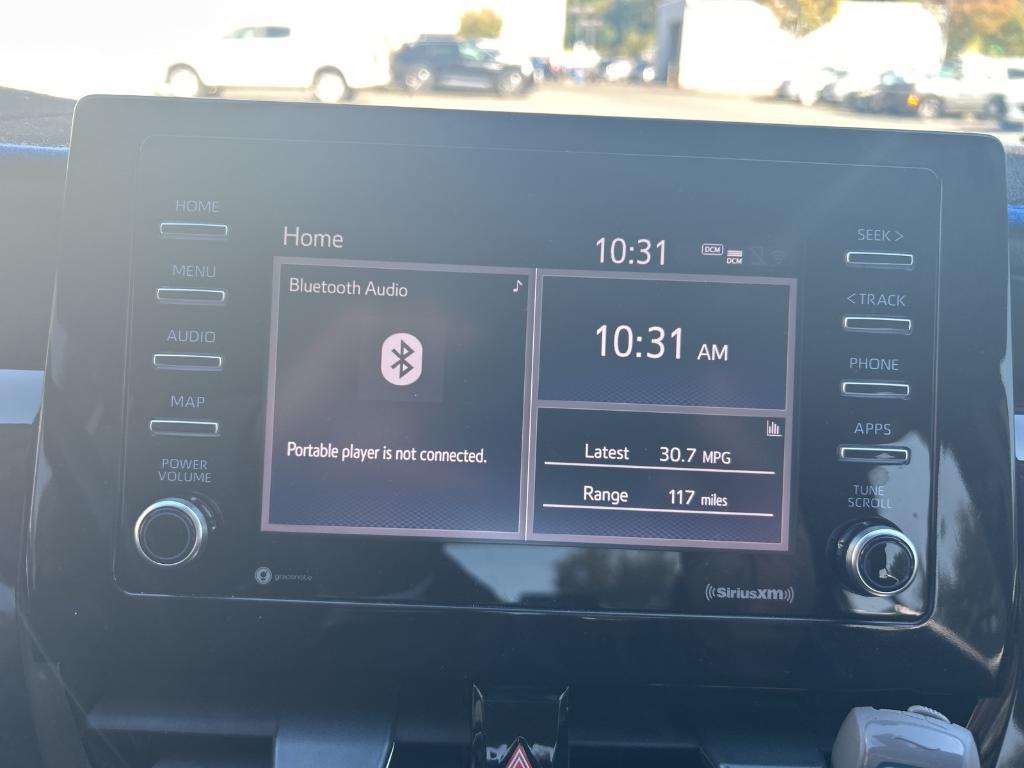 HOME
MENU
AUDIO
MAP
POWER
VOLUME
Home
10:31
DCM
DCM
Bluetooth Audio
Portable player is not connected.
10:31 AM
Latest 30.7 MPG
Range 117 miles
gracenote
SiriusXM
SEEK >
< TRACK
PHONE
APPS
TUNE
SCROLL